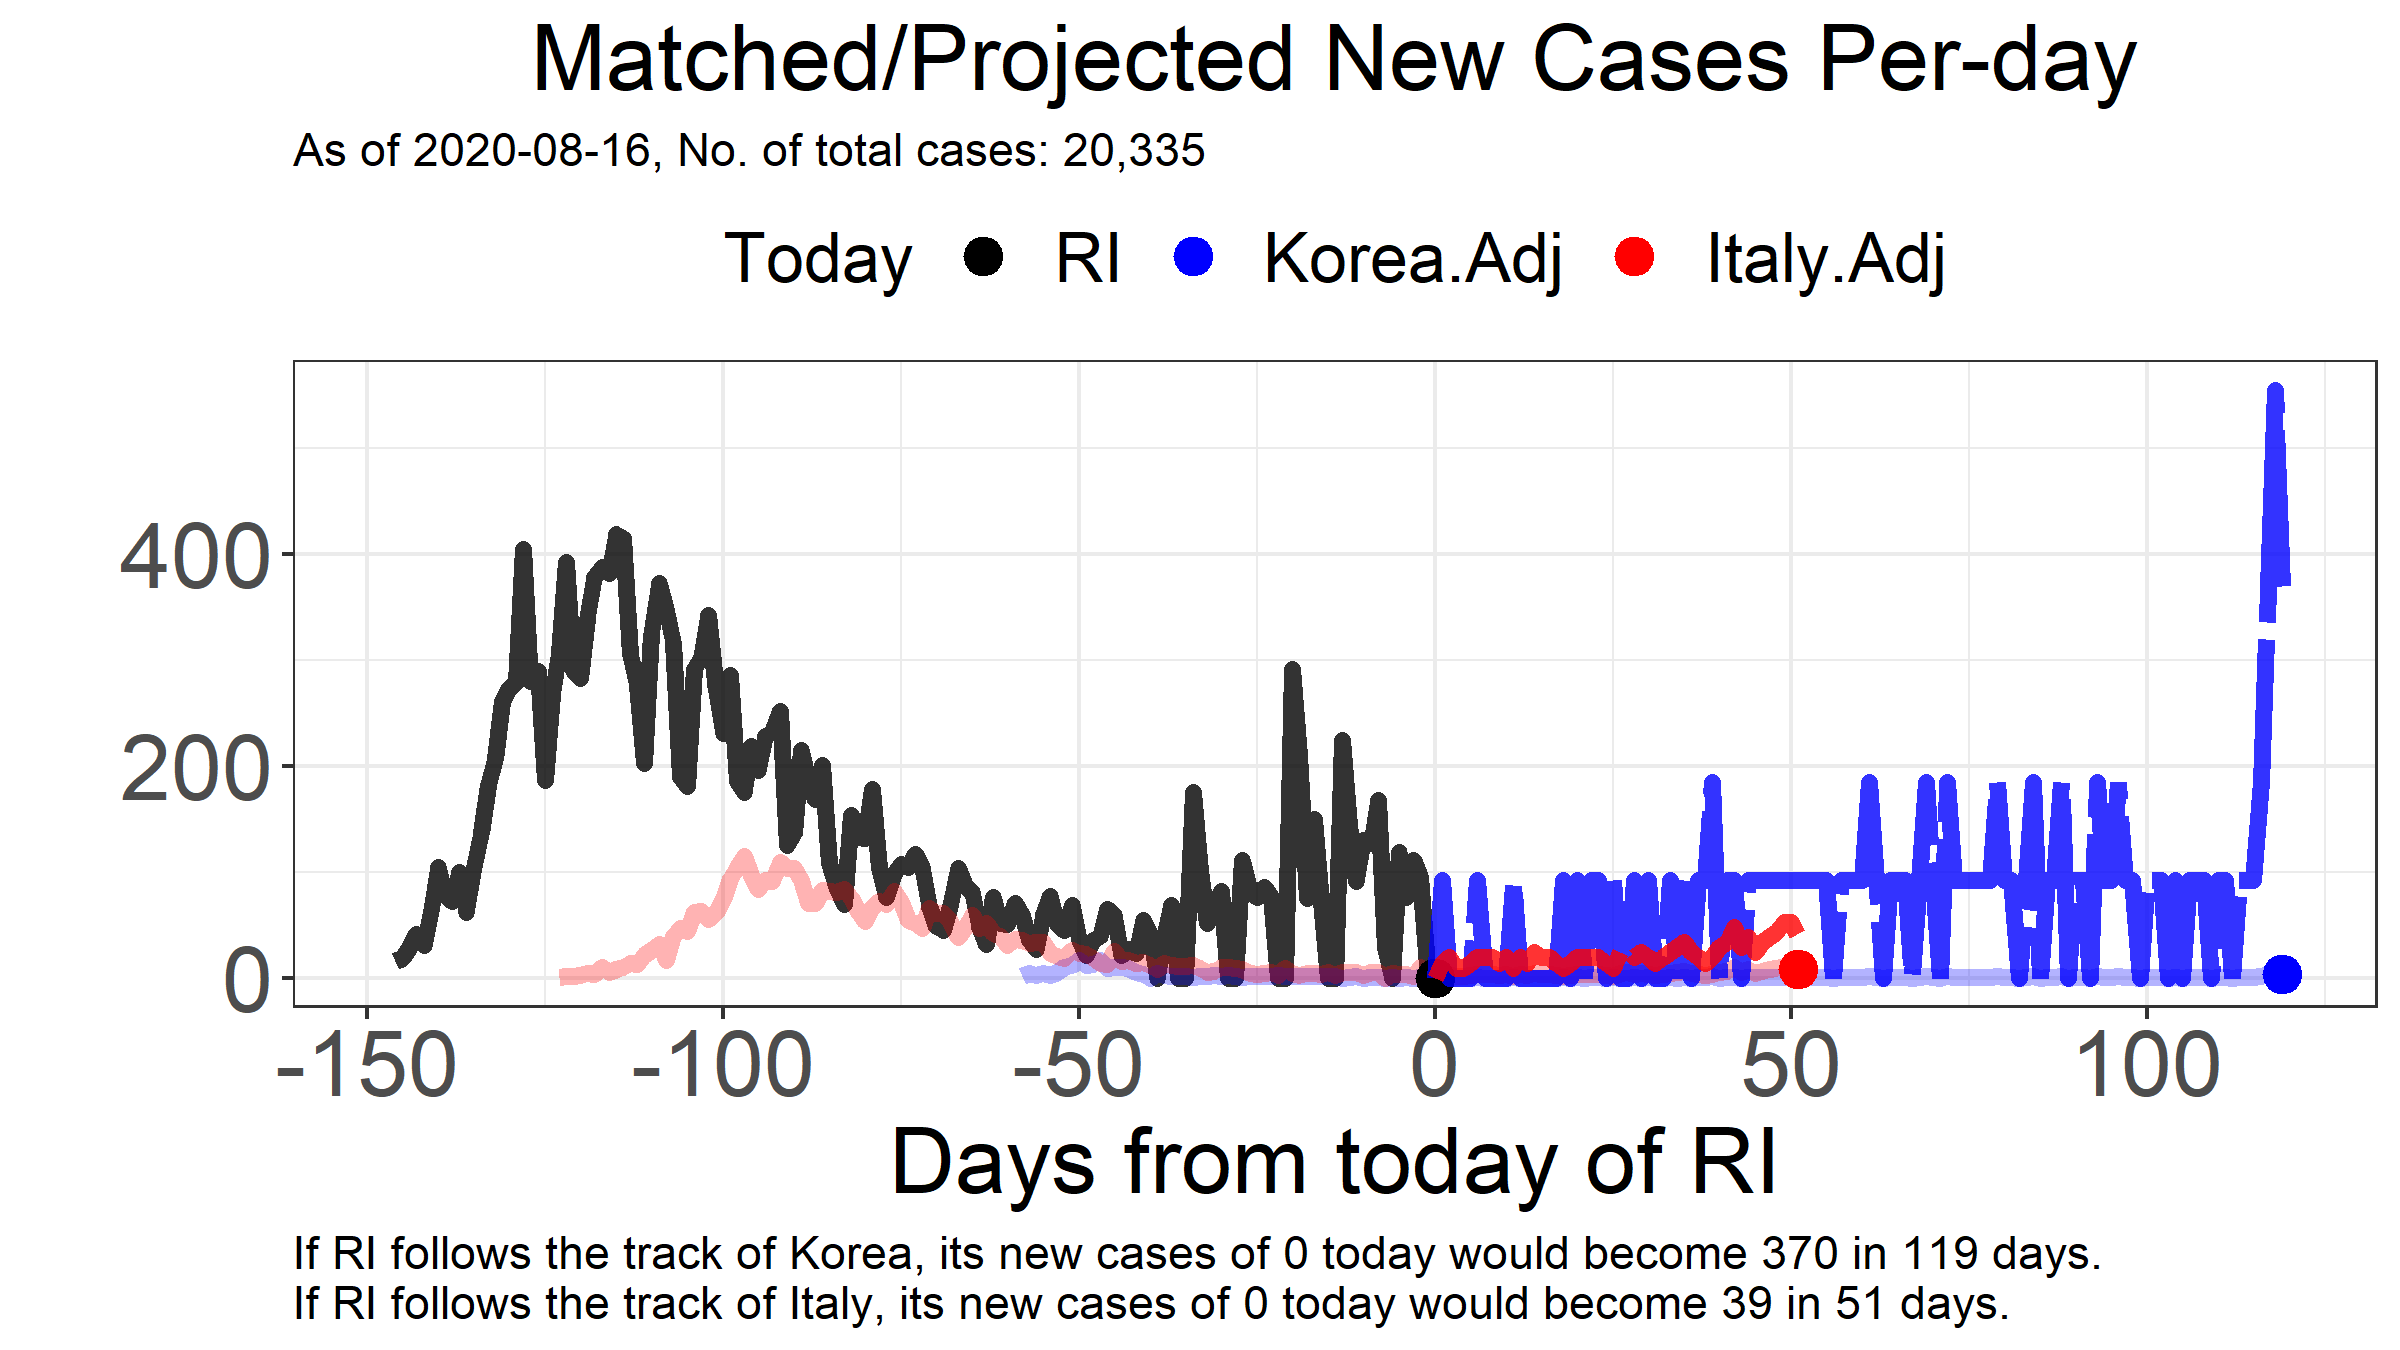 Matched/Projected New Cases Per-day
As of 2020-08-16, No. of total cases: 20,335
Today RI Korea.Adj Italy.Adj
400
200
0
-150 -100 -50 0 50 100
Days from today of RI
If RI follows the track of Korea, its new cases of 0 today would become 370 in 119 days.
If RI follows the track of Italy, its new cases of 0 today would become 39 in 51 days.